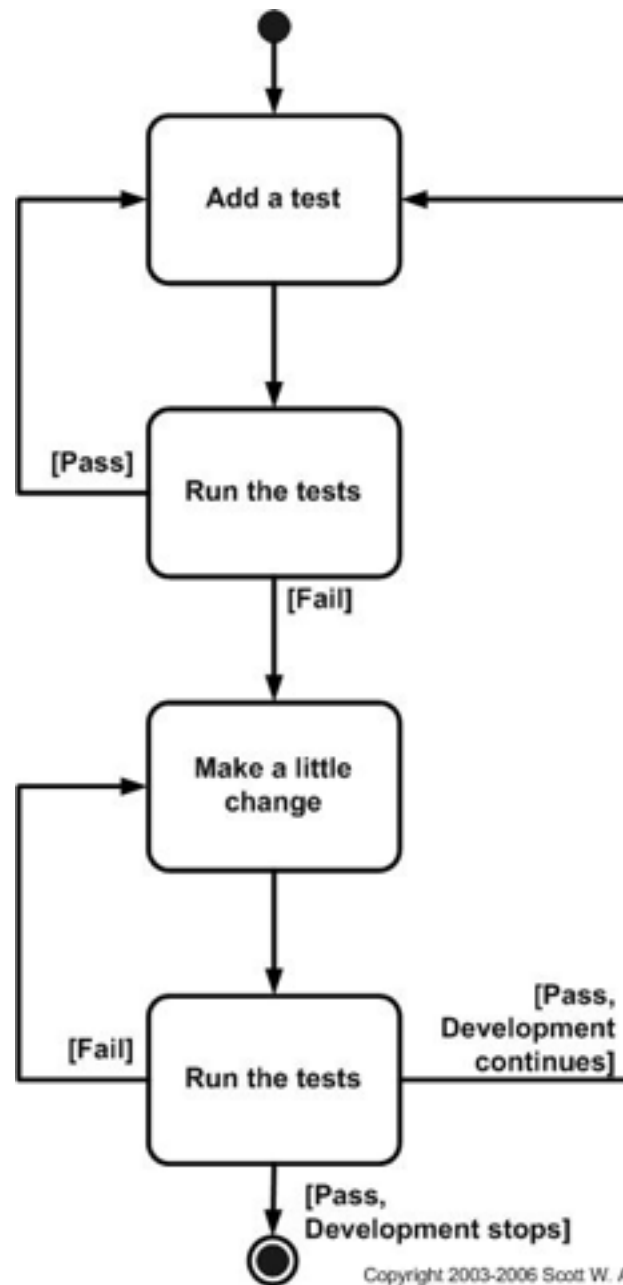 Add a test
[Pass]
Run the tests
[Fail]
Make a little
change
[Pass,
Development
continues]
[Fail]
Run the tests
[Pass,
Development stops]
Copyright 2003-2006 Scott W. A